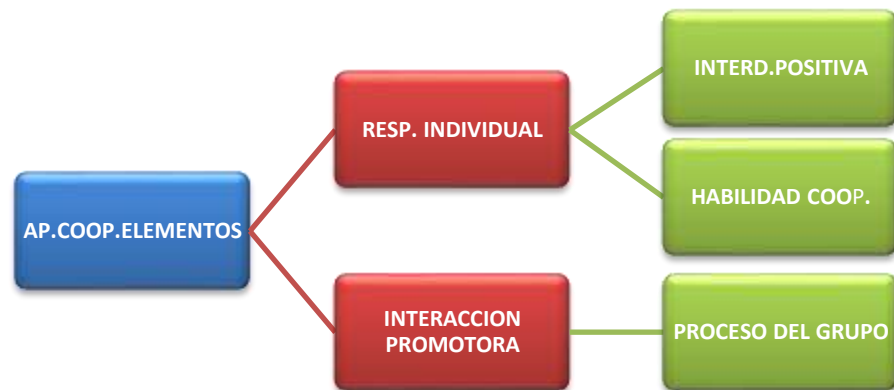 AP.COOP.ELEMENTOS
RESP. INDIVIDUAL
INTERD.POSITIVA
HABILIDAD COOP.
INTERACCION
PROMOTORA
PROCESO DEL GRUPO